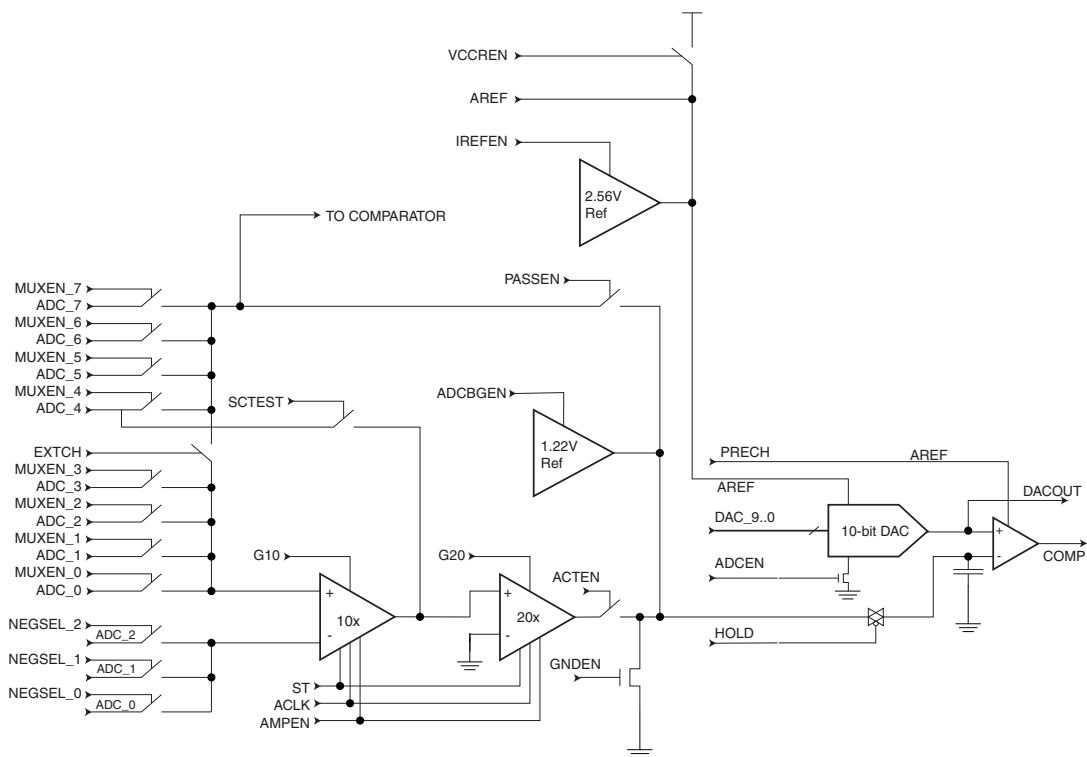 VCCREN
AREF
IREFEN
2.56V
Ref
TO COMPARATOR
PASSEN
MUXEN_7
ADC_7
MUXEN_6
ADC_6
MUXEN_5
ADC_5
MUXEN_4
ADC_4
SCTEST
ADCBGEN
1.22V
Ref
EXTCH
MUXEN_3
ADC_3
MUXEN_2
ADC_2
MUXEN_1
ADC_1
MUXEN_0
ADC_0
PRECH
AREF
AREF
DACOUT
DAC_9..0
10-bit DAC
+
-
COMP
ADCEN
G10
G20
ACTEN
+
10x
-
+
20x
-
NEGSEL_2
ADC_2
NEGSEL_1
ADC_1
NEGSEL_0
ADC_0
HOLD
GNDEN
ST
ACLK
AMPEN